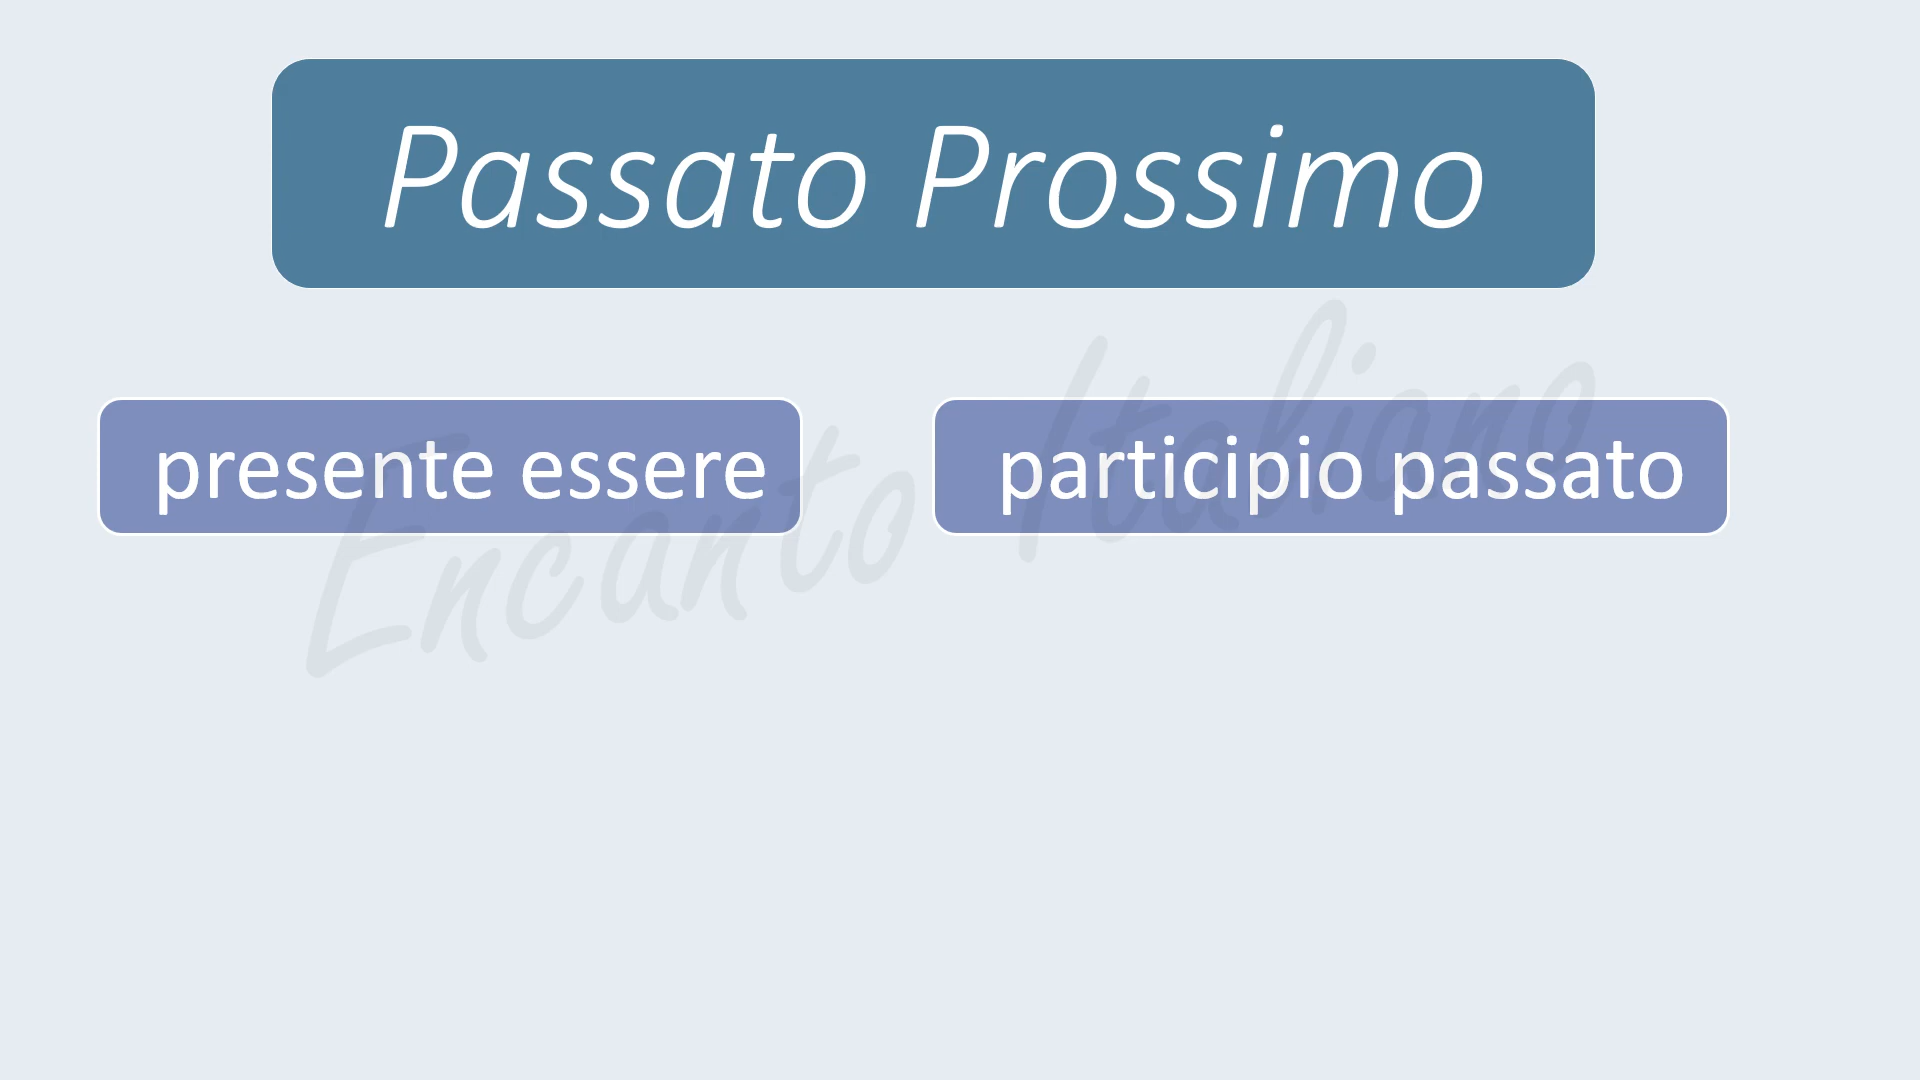 Passato Prossimo
presente essere
participio passato
Encanto Italiano